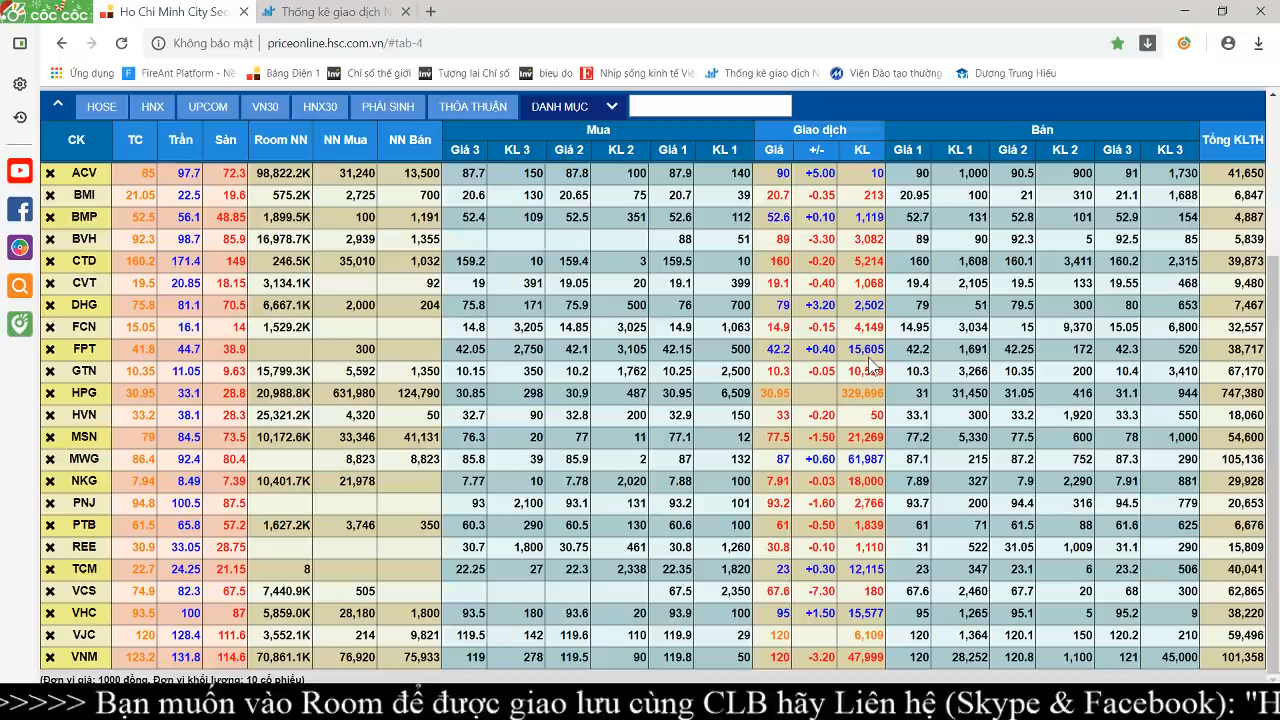 CỐC CỐC Ho Chi Minh City Sec Thống kê giao dịch N
Không bảo mật priceonline.hsc.com.vn/#tab-4
Ứng dụng FireAnt Platform - Nề Bảng Điện 1 Chỉ số thế giới Tương lai Chỉ số bieu do Nhịp sống kinh tế Việ Thống kê giao dịch N Viện Đào tạo thường Dương Trung Hiếu
HOSE HNX UPCOM VN30 HNX30 PHÁI SINH THỎA THUẬN DANH MỤC
CK TC Trần Sàn Room NN NN Mua NN Bán Mua Giao dịch Bán Tổng KLTH
Giá 3 KL 3 Giá 2 KL 2 Giá 1 KL 1 Giá +/- KL Giá 1 KL 1 Giá 2 KL 2 Giá 3 KL 3
ACV 85 97.7 72.3 98,822.2K 31,240 13,500 87.7 150 87.8 100 87.9 140 90 +5.00 10 90 1,000 90.5 900 91 1,730 41,650
BMI 21.05 22.5 19.6 575.2K 2,725 700 20.6 130 20.65 75 20.7 39 20.7 -0.35 213 20.95 100 21 310 21.1 1,688 6,847
BMP 52.5 56.1 48.85 1,899.5K 100 1,191 52.4 109 52.5 351 52.6 112 52.6 +0.10 1,119 52.7 131 52.8 101 52.9 154 4,887
BVH 92.3 98.7 85.9 16,978.7K 2,939 1,355 88 51 89 -3.30 3,082 89 90 92.3 5 92.5 85 5,839
CTD 160.2 171.4 149 246.5K 35,010 1,032 159.2 10 159.4 3 159.5 10 160 -0.20 5,214 160 1,608 160.1 3,411 160.2 2,315 39,873
CVT 19.5 20.85 18.15 3,134.1K 92 19 391 19.05 20 19.1 399 19.1 -0.40 1,068 19.4 2,105 19.5 133 19.55 468 9,480
DHG 75.8 81.1 70.5 6,667.1K 2,000 204 75.8 171 75.9 500 76 700 79 +3.20 2,502 79 51 79.5 300 80 653 7,467
FCN 15.05 16.1 14 1,529.2K 14.8 3,205 14.85 3,025 14.9 1,063 14.9 -0.15 4,149 14.95 3,034 15 9,370 15.05 6,800 32,557
FPT 41.8 44.7 38.9 300 42.05 2,750 42.1 3,105 42.15 500 42.2 +0.40 15,605 42.2 1,691 42.25 172 42.3 520 38,717
GTN 10.35 11.05 9.63 15,799.3K 5,592 1,350 10.15 350 10.2 1,762 10.25 2,500 10.3 -0.05 10.3 3,266 10.35 200 10.4 3,410 67,170
HPG 30.95 33.1 28.8 20,988.8K 631,980 124,790 30.85 298 30.9 487 30.95 6,509 30.95 329,696 31 31,450 31.05 416 31.1 944 747,380
HVN 33.2 38.1 28.3 25,321.2K 4,320 50 32.7 90 32.8 200 32.9 150 33 -0.20 50 33.1 300 33.2 1,920 33.3 550 18,060
MSN 79 84.5 73.5 10,172.6K 33,346 41,131 76.3 20 77 11 77.1 12 77.5 -1.50 21,269 77.2 5,330 77.5 600 78 1,000 54,600
MWG 86.4 92.4 80.4 8,823 8,823 85.8 39 85.9 2 87 132 87 +0.60 61,987 87.1 215 87.2 752 87.3 290 105,136
NKG 7.94 8.49 7.39 10,401.7K 21,978 7.77 10 7.78 2,020 7.88 100 7.91 -0.03 18,000 7.89 327 7.9 2,290 7.91 881 29,928
PNJ 94.8 100.5 87.5 93 2,100 93.1 131 93.2 101 93.2 -1.60 2,766 93.7 200 94.4 316 94.5 779 20,653
PTB 61.5 65.8 57.2 1,627.2K 3,746 350 60.3 290 60.5 130 60.6 100 61 -0.50 1,839 61 71 61.5 88 61.6 625 6,676
REE 30.9 33.05 28.75 30.7 1,800 30.75 461 30.8 1,260 30.8 -0.10 1,110 31 522 31.05 1,009 31.1 290 15,809
TCM 22.7 24.25 21.15 8 22.25 27 22.3 2,338 22.35 1,820 23 +0.30 12,115 23 347 23.1 6 23.2 506 40,041
VCS 74.9 82.3 67.5 7,440.9K 505 67.5 2,350 67.6 -7.30 180 67.6 2,460 67.7 20 68 300 62,865
VHC 93.5 100 87 5,859.0K 28,180 1,800 93.5 180 93.6 20 93.9 100 95 +1.50 15,577 95 1,265 95.1 5 95.2 9 38,220
VJC 120 128.4 111.6 3,552.1K 214 9,821 119.5 142 119.6 110 119.9 29 120 6,109 120 1,364 120.1 150 120.2 210 59,496
VNM 123.2 131.8 114.6 70,861.1K 76,920 75,933 119 278 119.5 90 119.8 50 120 -3.20 47,999 120 28,252 120.8 1,100 121 45,000 101,358
(Đơn vị giá: 1000 đồng. Đơn vị khối lượng: 10 cổ phiếu)
>>>>> Bạn muốn vào Room để được giao lưu cùng CLB hãy Liên hệ (Skype & Facebook): "H